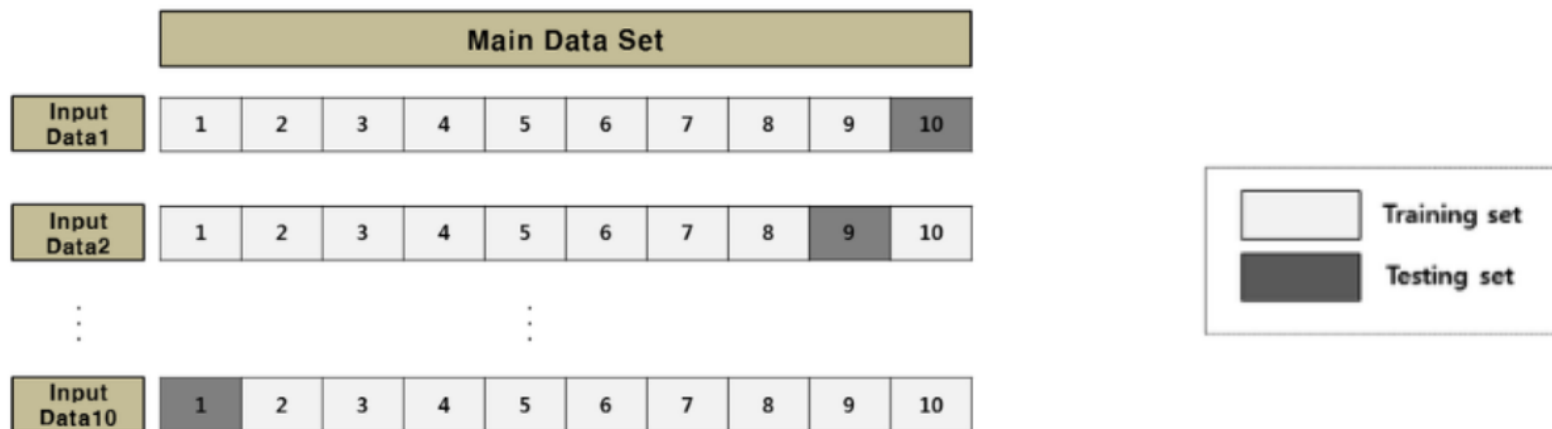 Main Data Set
Input
Data1
1 2 3 4 5 6 7 8 9 10
Input
Data2
1 2 3 4 5 6 7 8 9 10
Input
Data10
1 2 3 4 5 6 7 8 9 10
Training set
Testing set